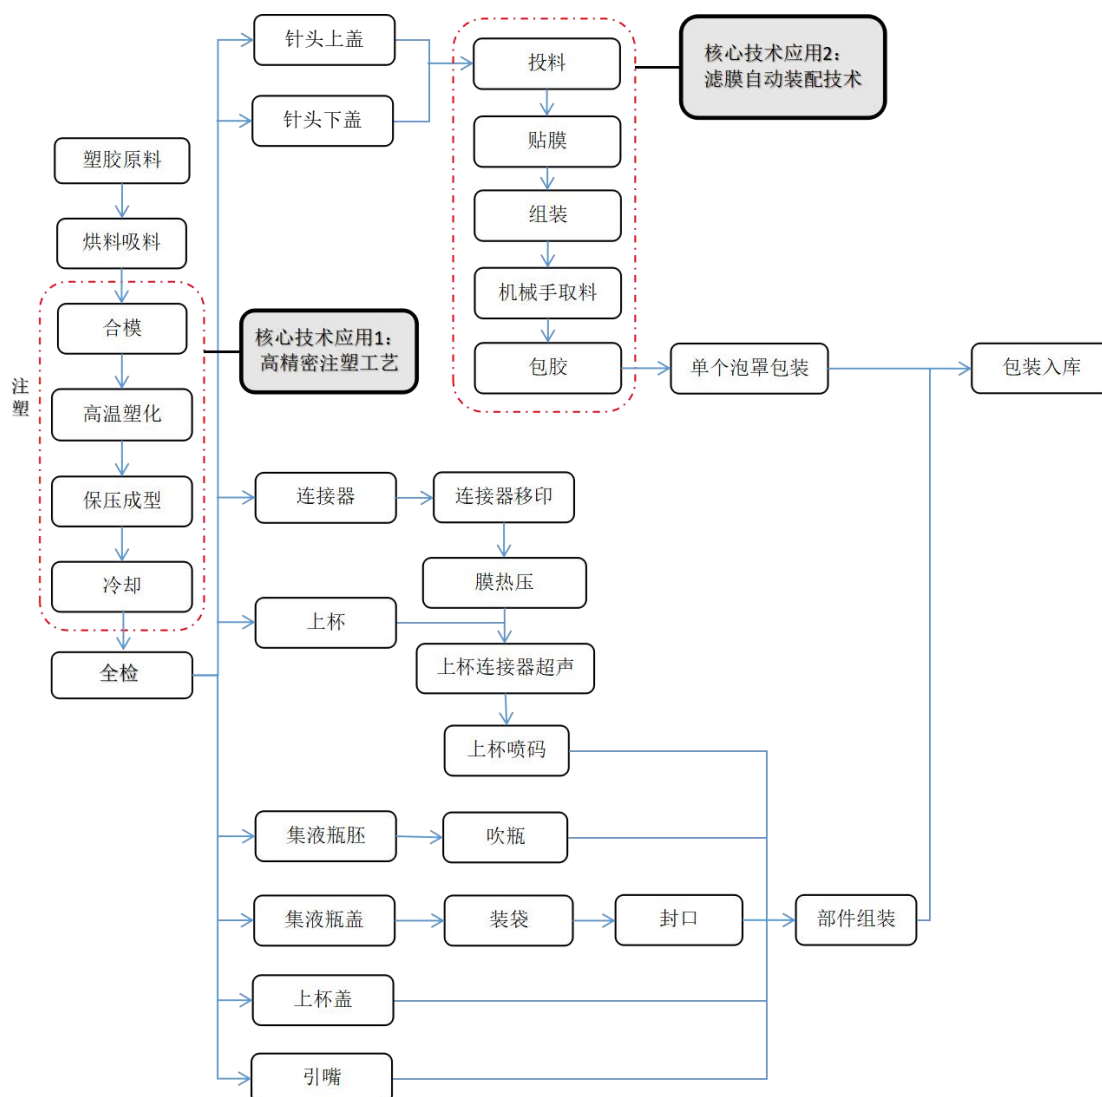 针头上盖
针头下盖
投料
核心技术应用2：
滤膜自动装配技术
贴膜
组装
机械手取料
包胶
单个泡罩包装
包装入库
塑胶原料
烘料吸料
注
塑
合模
高温塑化
保压成型
冷却
核心技术应用1：
高精密注塑工艺
全检
连接器
连接器移印
膜热压
上杯
上杯连接器超声
上杯喷码
集液瓶胚
吹瓶
集液瓶盖
装袋
封口
部件组装
上杯盖
引嘴